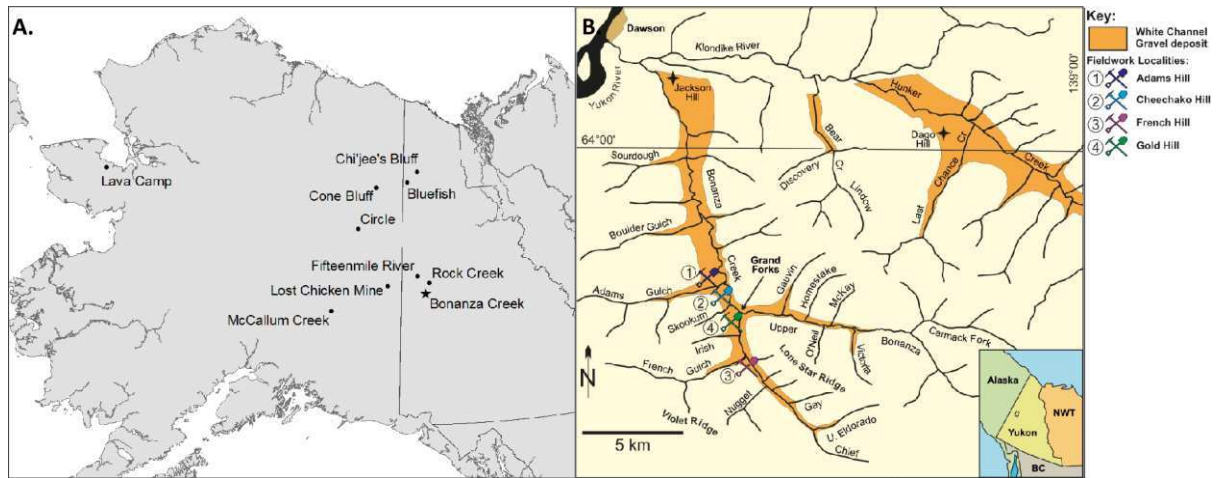 A.
Lava Camp
Chi'jee's Bluff
Cone Bluff
Bluefish
Circle
Fifteenmile River
Rock Creek
Lost Chicken Mine
Bonanza Creek
McCallum Creek
B
Dawson
Klondike River
Yukon River
Jackson
Hill
Hunker
Creek
139°00'
64°00'
Dago
Hill
Bear
Cr
Chance
Cr
Last
Discovery
Lindow
Sourdough
Bonanza
Creek
Boulder Gulch
Grand
Forks
1
Adams
Gulch
2
Skookum
4
Gauvin
Homestake
McKay
Upper
O'Neil
Victoria
Bonanza
Carmack Fork
Irish
French
Gulch
3
Lone Star Ridge
Nugget
Violet Ridge
Gay
U. Eldorado
Chief
N
5 km
Alaska
Yukon
NWT
BC
Key:
White Channel
Gravel deposit
Fieldwork Localities:
1 Adams Hill
2 Cheechako Hill
3 French Hill
4 Gold Hill